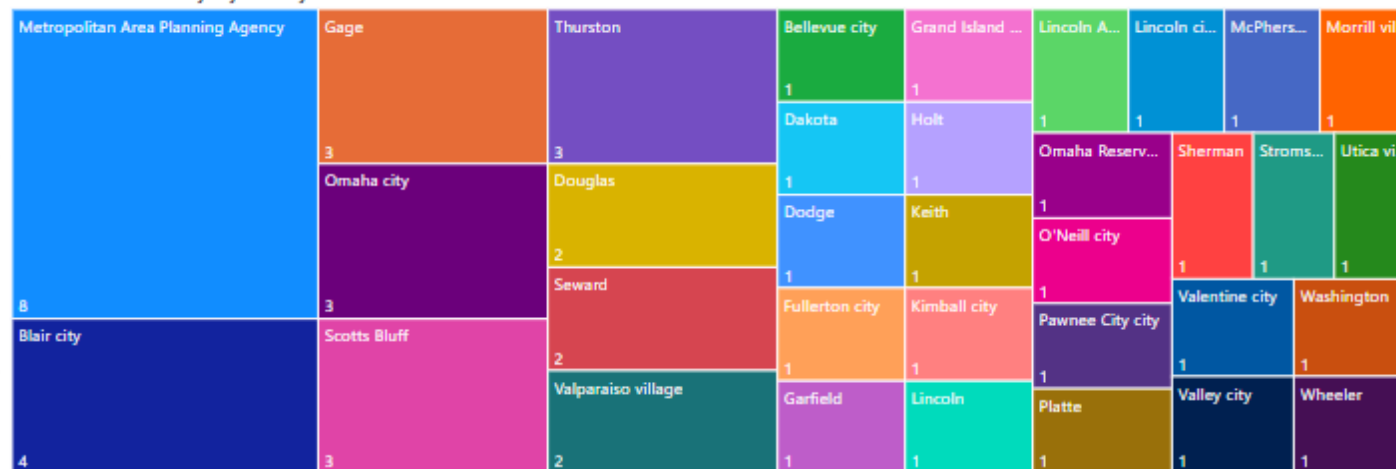 Metropolitan Area Planning Agency
8
Blair city
4
Gage
3
Omaha city
3
Scotts Bluff
3
Thurston
3
Douglas
2
Seward
2
Valparaiso village
2
Bellevue city
1
Dakota
1
Dodge
1
Fullerton city
1
Garfield
1
Grand Island ...
1
Holt
1
Keith
1
Kimball city
1
Lincoln
1
Lincoln A...
1
Lincoln ci...
1
McPhers...
1
Morrill vil
1
Omaha Reserv...
1
O'Neill city
1
Pawnee City city
1
Platte
1
Sherman
1
Stroms...
1
Utica vi
1
Valentine city
1
Valley city
1
Washington
1
Wheeler
1